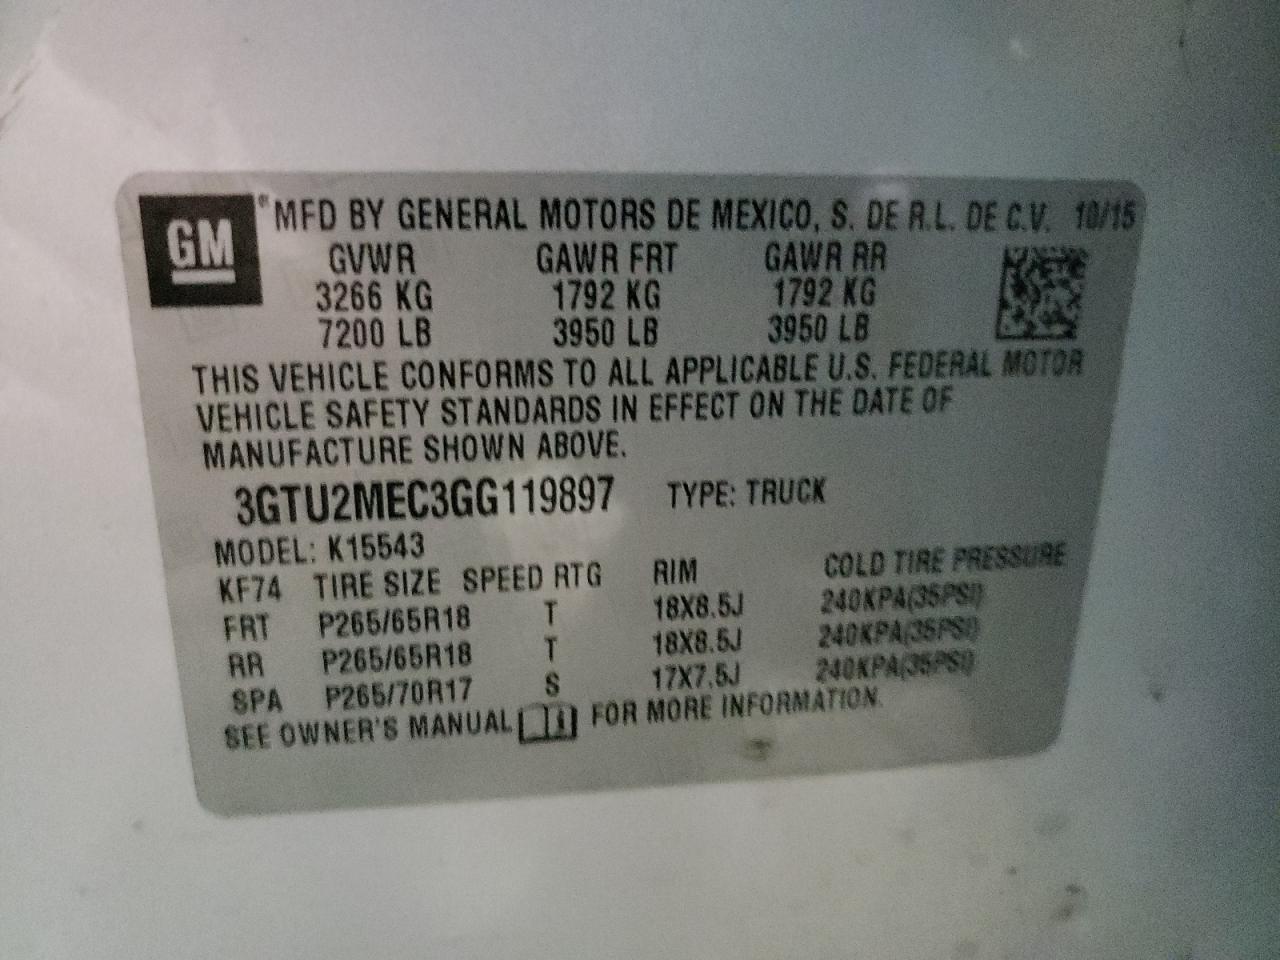 GM ® MFD BY GENERAL MOTORS DE MEXICO, S. DE R.L. DE C.V. 10/15
GVWR GAWR FRT GAWR RR
3266 KG 1792 KG 1792 KG
7200 LB 3950 LB 3950 LB
THIS VEHICLE CONFORMS TO ALL APPLICABLE U.S. FEDERAL MOTOR
VEHICLE SAFETY STANDARDS IN EFFECT ON THE DATE OF
MANUFACTURE SHOWN ABOVE.
3GTU2MEC3GG119897 TYPE: TRUCK
MODEL: K15543
KF74 TIRE SIZE SPEED RTG RIM COLD TIRE PRESSURE
FRT P265/65R18 T 18X8.5J 240KPA(35PSI)
RR P265/65R18 T 18X8.5J 240KPA(35PSI)
SPA P265/70R17 S 17X7.5J 240KPA(35PSI)
SEE OWNER'S MANUAL FOR MORE INFORMATION.